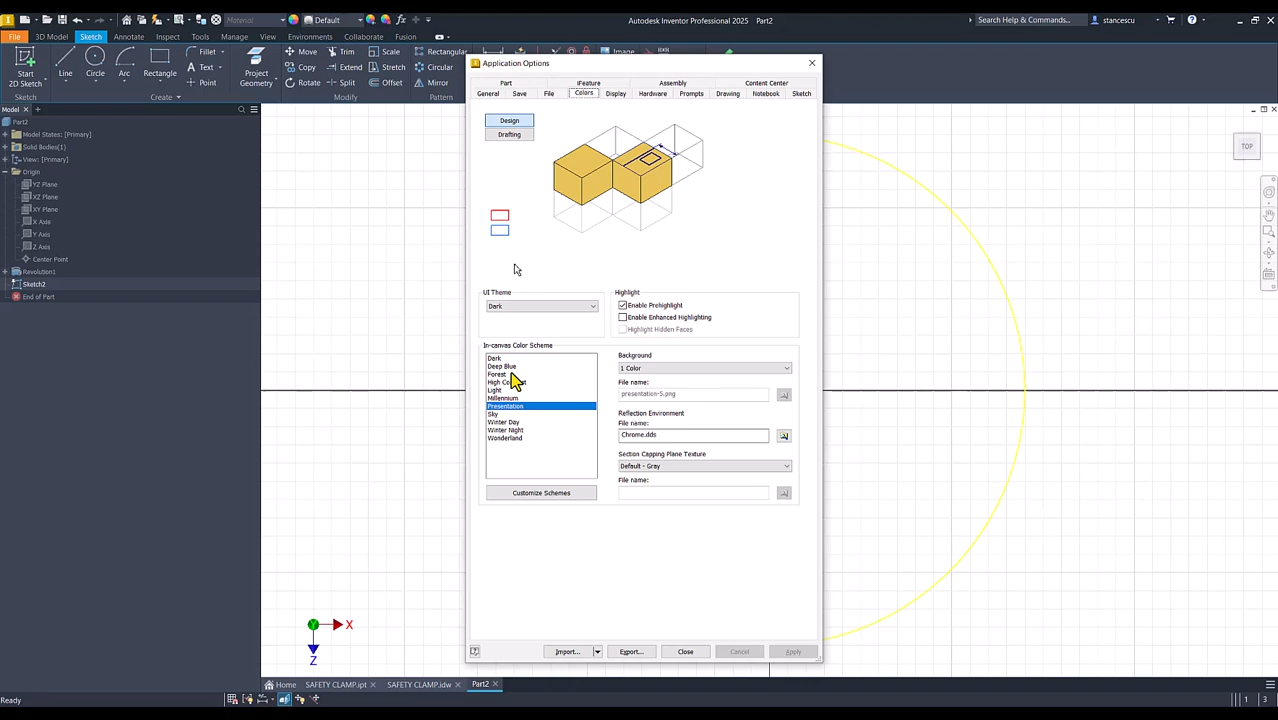 Material
Default
Autodesk Inventor Professional 2025 Part2
Search Help & Commands...
stancescu
File
3D Model
Sketch
Annotate
Inspect
Tools
Manage
View
Environments
Collaborate
Fusion
Start
2D Sketch
Line
Circle
Arc
Rectangle
Fillet
Text
Point
Project
Geometry
Move
Copy
Rotate
Trim
Extend
Split
Scale
Stretch
Offset
Rectangular
Circular
Mirror
Image
Create
Modify
Pattern
Model
Part2
Model States: [Primary]
Solid Bodies(1)
View: [Primary]
Origin
YZ Plane
XZ Plane
XY Plane
X Axis
Y Axis
Z Axis
Center Point
Revolution1
Sketch2
End of Part
Application Options
Part
iFeature
Assembly
Content Center
General
Save
File
Colors
Display
Hardware
Prompts
Drawing
Notebook
Sketch
Design
Drafting
UI Theme
Dark
Highlight
Enable Prehighlight
Enable Enhanced Highlighting
Highlight Hidden Faces
In-canvas Color Scheme
Dark
Deep Blue
Forest
Light
Millennium
Presentation
Sky
Winter Day
Winter Night
Wonderland
Customize Schemes
Background
1 Color
File name:
presentation-5.png
Reflection Environment
File name:
Chrome.dds
Section Capping Plane Texture
Default - Gray
File name:
Import...
Export...
Close
Cancel
Apply
TOP
X
Y
Z
Home
SAFETY CLAMP.ipt
SAFETY CLAMP.idw
Part2
Ready
1
3